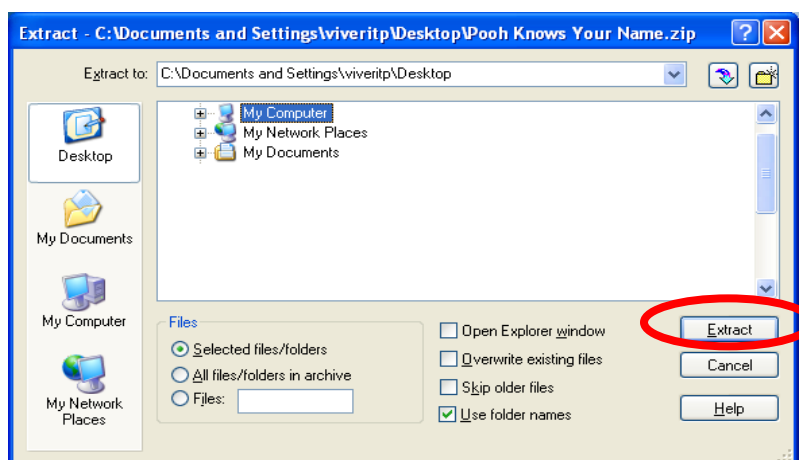 Extract - C:\Documents and Settings\viveritp\Desktop\Pooh Knows Your Name.zip
Extract to: C:\Documents and Settings\viveritp\Desktop
My Computer
My Network Places
My Documents
Desktop
My Documents
My Computer
My Network
Places
Files
Selected files/folders
All files/folders in archive
Files:
Open Explorer window
Overwrite existing files
Skip older files
Use folder names
Extract
Cancel
Help